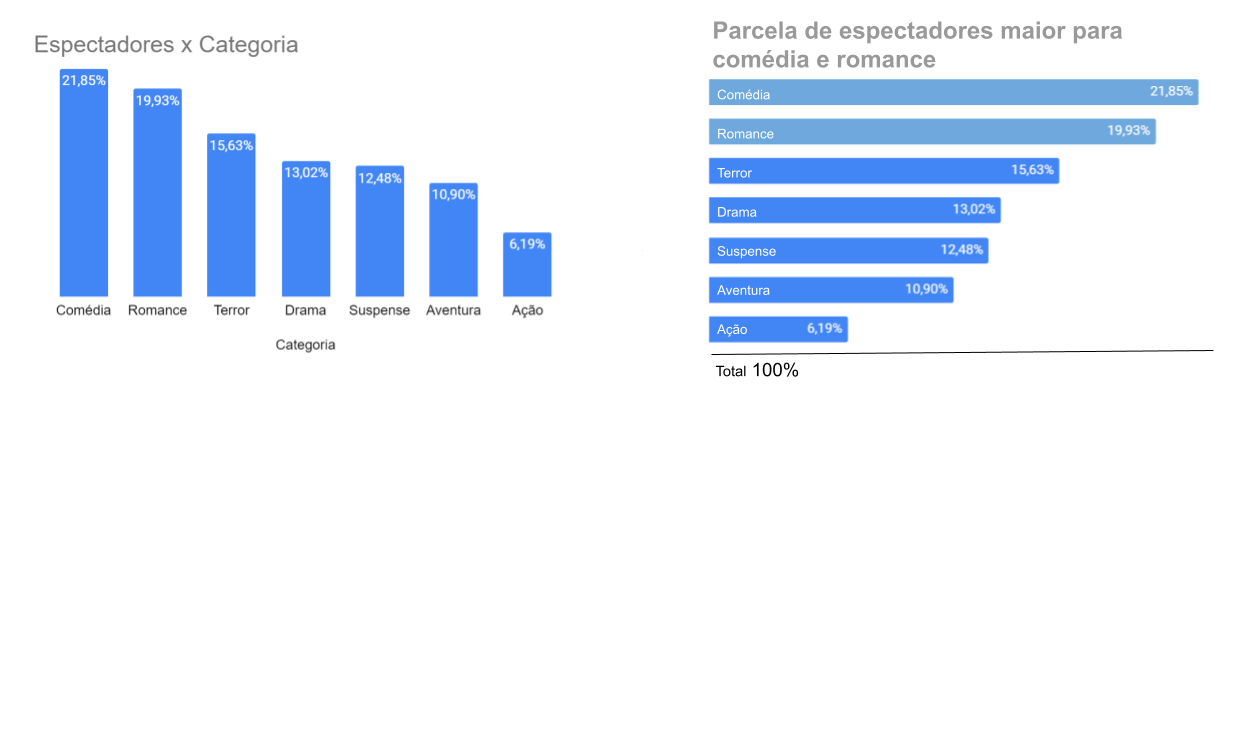 Espectadores x Categoria
21,85%
19,93%
15,63%
13,02%
12,48%
10,90%
6,19%
Comédia Romance Terror Drama Suspense Aventura Ação
Categoria
Parcela de espectadores maior para
comédia e romance
Comédia 21,85%
Romance 19,93%
Terror 15,63%
Drama 13,02%
Suspense 12,48%
Aventura 10,90%
Ação 6,19%
Total 100%